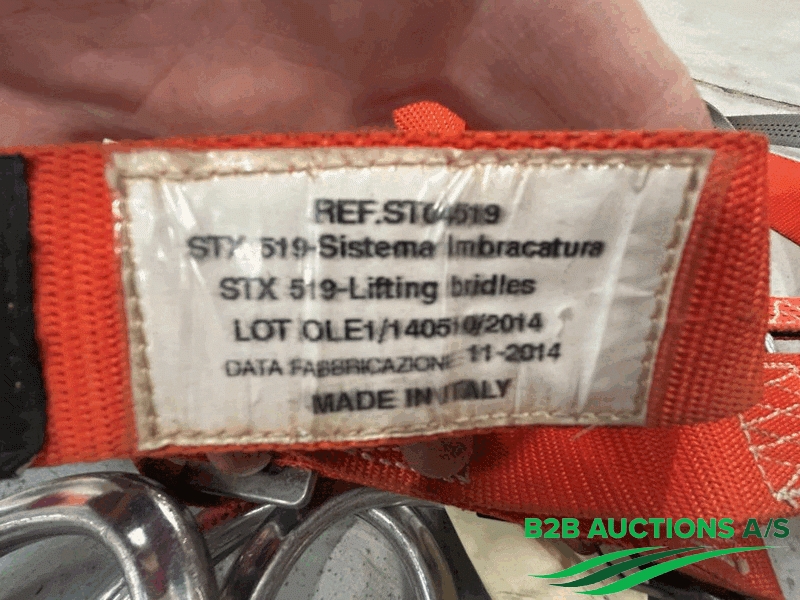 REF.ST04519
STX 519-Sistema Imbracatura
STX 519-Lifting bridles
LOT OLE1/140510/2014
DATA FABBRICAZIONE 11-2014
MADE IN ITALY
B2B AUCTIONS A/S